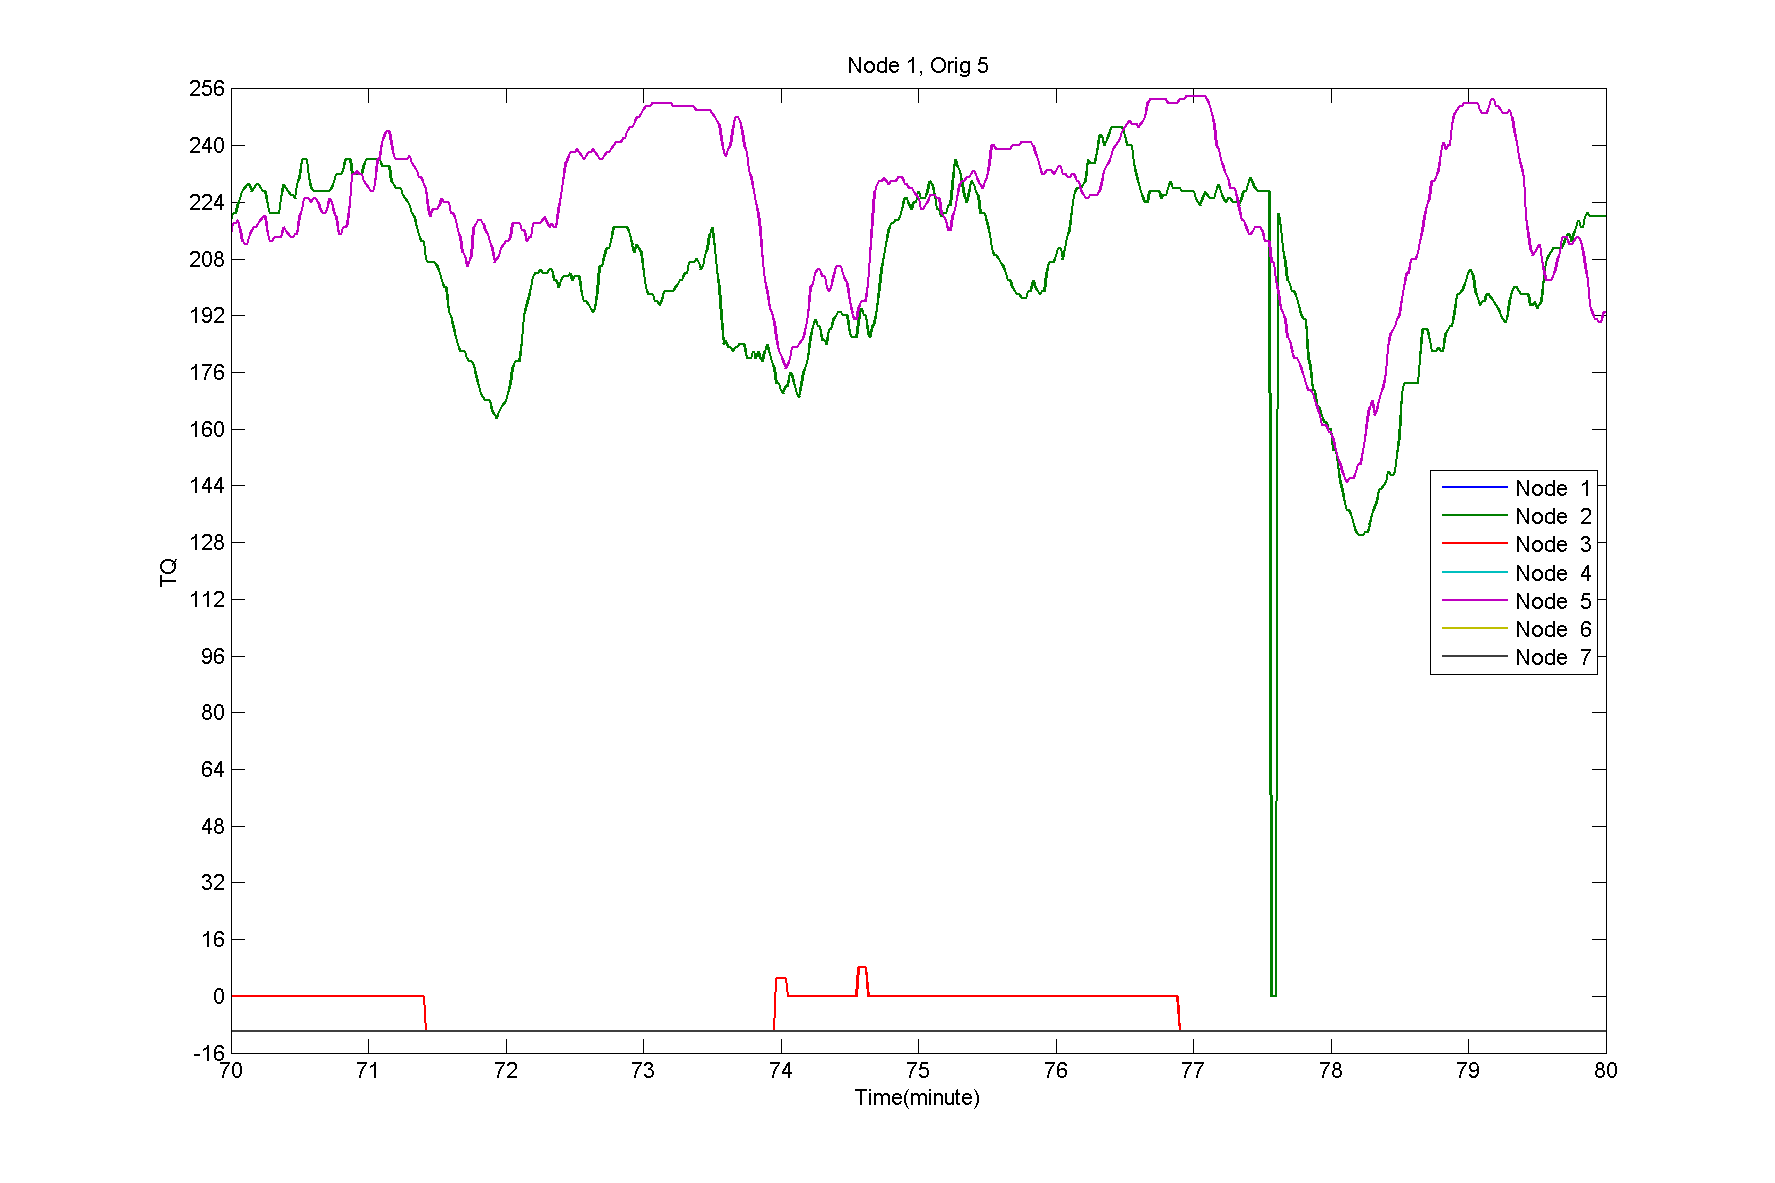 Node 1, Orig 5
256
240
224
208
192
176
160
144
128
112
96
80
64
48
32
16
0
-16
TQ
Node 1
Node 2
Node 3
Node 4
Node 5
Node 6
Node 7
70 71 72 73 74 75 76 77 78 79 80
Time(minute)